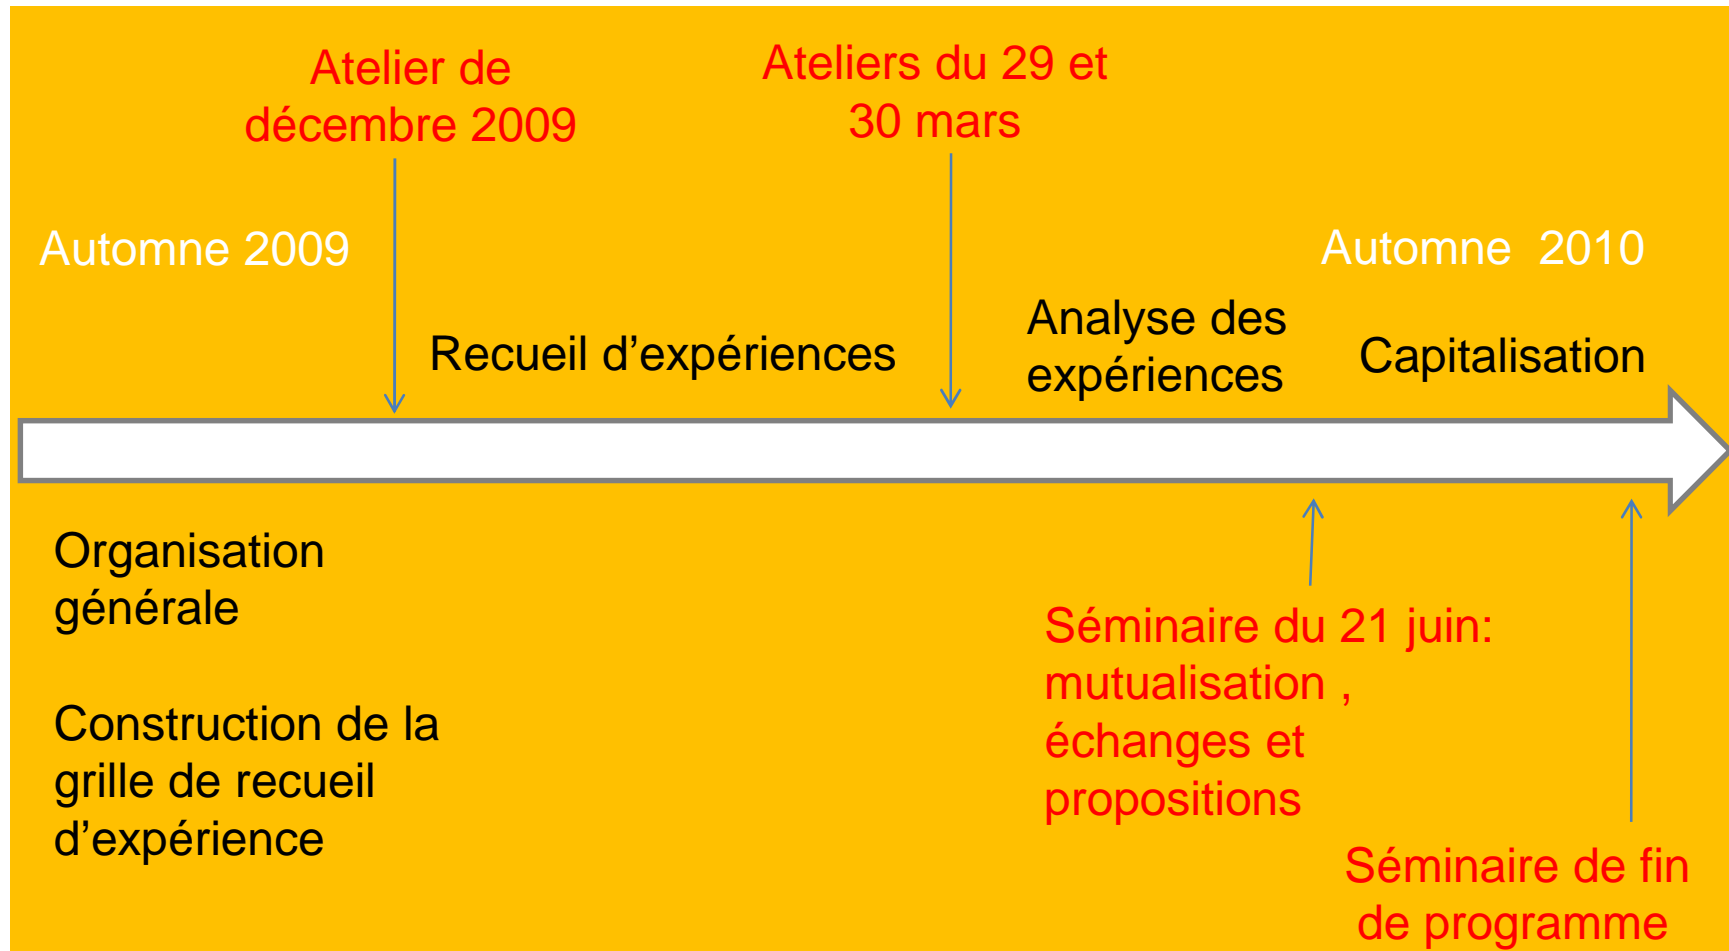 Atelier de
décembre 2009
Ateliers du 29 et
30 mars
Automne 2009
Automne  2010
Recueil d’expériences
Analyse des
expériences
Capitalisation
Organisation
générale
Construction de la
grille de recueil
d’expérience
Séminaire du 21 juin:
mutualisation ,
échanges et
propositions
Séminaire de fin
de programme